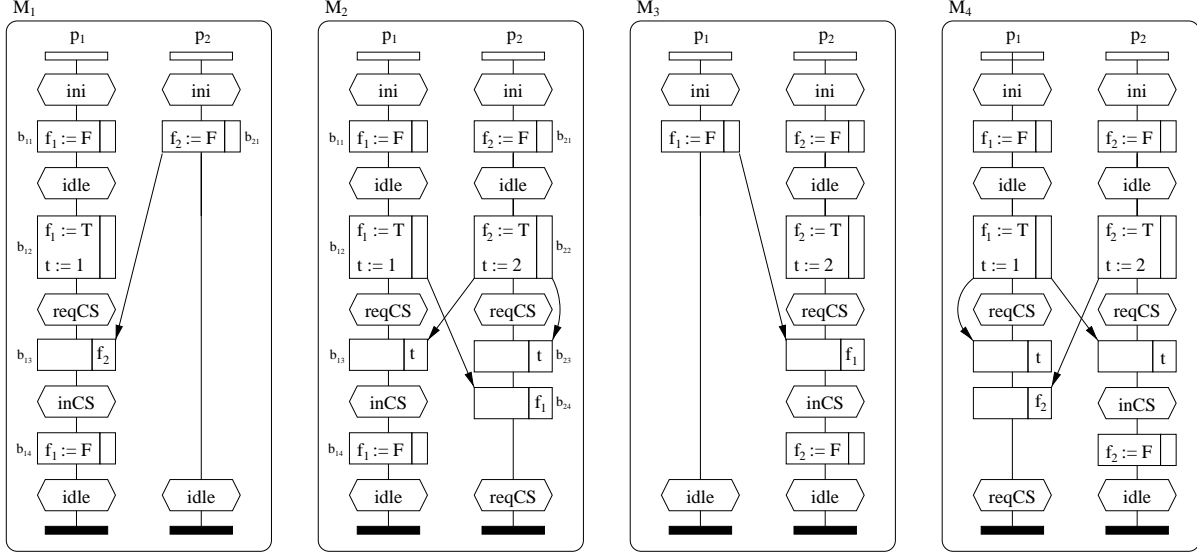 M₁ M₂ M₃ M₄
p₁ p₂ p₁ p₂ p₁ p₂ p₁ p₂
ini ini ini ini ini ini ini ini
b₁₁ f₁ := F f₂ := F b₂₁ b₁₁ f₁ := F f₂ := F b₂₁ f₁ := F f₂ := F f₁ := F f₂ := F
idle idle idle idle idle idle
f₁ := T f₁ := T f₂ := T f₂ := T f₁ := T f₂ := T
b₁₂ b₁₂ b₂₂
t := 1 t := 1 t := 2 t := 2 t := 1 t := 2
reqCS reqCS reqCS reqCS reqCS reqCS
b₁₃ f₂ b₁₃ t t b₂₃ f₁ t t
inCS inCS f₁ b₂₄ inCS f₂ inCS
b₁₄ f₁ := F b₁₄ f₁ := F f₂ := F f₂ := F
idle idle idle reqCS idle idle reqCS idle